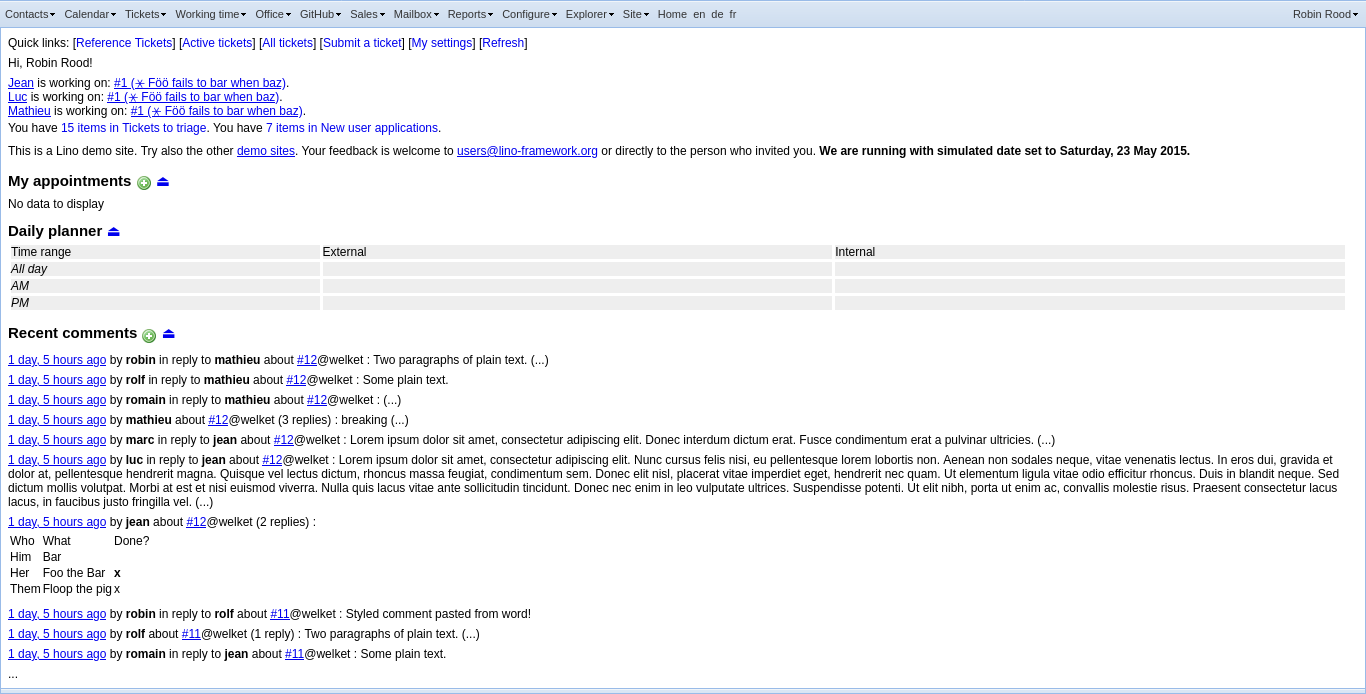 Contacts Calendar Tickets Working time Office GitHub Sales Mailbox Reports Configure Explorer Site Home en de fr Robin Rood
Quick links: [Reference Tickets] [Active tickets] [All tickets] [Submit a ticket] [My settings] [Refresh]
Hi, Robin Rood!
Jean is working on: #1 (⚹ Föö fails to bar when baz).
Luc is working on: #1 (⚹ Föö fails to bar when baz).
Mathieu is working on: #1 (⚹ Föö fails to bar when baz).
You have 15 items in Tickets to triage. You have 7 items in New user applications.
This is a Lino demo site. Try also the other demo sites. Your feedback is welcome to users@lino-framework.org or directly to the person who invited you. We are running with simulated date set to Saturday, 23 May 2015.
My appointments ⏏
No data to display
Daily planner ⏏
Time range External Internal
All day
AM
PM
Recent comments ⏏
1 day, 5 hours ago by robin in reply to mathieu about #12@welket : Two paragraphs of plain text. (...)
1 day, 5 hours ago by rolf in reply to mathieu about #12@welket : Some plain text.
1 day, 5 hours ago by romain in reply to mathieu about #12@welket : (...)
1 day, 5 hours ago by mathieu about #12@welket (3 replies) : breaking (...)
1 day, 5 hours ago by marc in reply to jean about #12@welket : Lorem ipsum dolor sit amet, consectetur adipiscing elit. Donec interdum dictum erat. Fusce condimentum erat a pulvinar ultricies. (...)
1 day, 5 hours ago by luc in reply to jean about #12@welket : Lorem ipsum dolor sit amet, consectetur adipiscing elit. Nunc cursus felis nisi, eu pellentesque lorem lobortis non. Aenean non sodales neque, vitae venenatis lectus. In eros dui, gravida et
dolor at, pellentesque hendrerit magna. Quisque vel lectus dictum, rhoncus massa feugiat, condimentum sem. Donec elit nisl, placerat vitae imperdiet eget, hendrerit nec quam. Ut elementum ligula vitae odio efficitur rhoncus. Duis in blandit neque. Sed
dictum mollis volutpat. Morbi at est et nisi euismod viverra. Nulla quis lacus vitae ante sollicitudin tincidunt. Donec nec enim in leo vulputate ultrices. Suspendisse potenti. Ut elit nibh, porta ut enim ac, convallis molestie risus. Praesent consectetur lacus
lacus, in faucibus justo fringilla vel. (...)
1 day, 5 hours ago by jean about #12@welket (2 replies) :
Who What Done?
Him Bar
Her Foo the Bar x
Them Floop the pig x
1 day, 5 hours ago by robin in reply to rolf about #11@welket : Styled comment pasted from word!
1 day, 5 hours ago by rolf about #11@welket (1 reply) : Two paragraphs of plain text. (...)
1 day, 5 hours ago by romain in reply to jean about #11@welket : Some plain text.
...